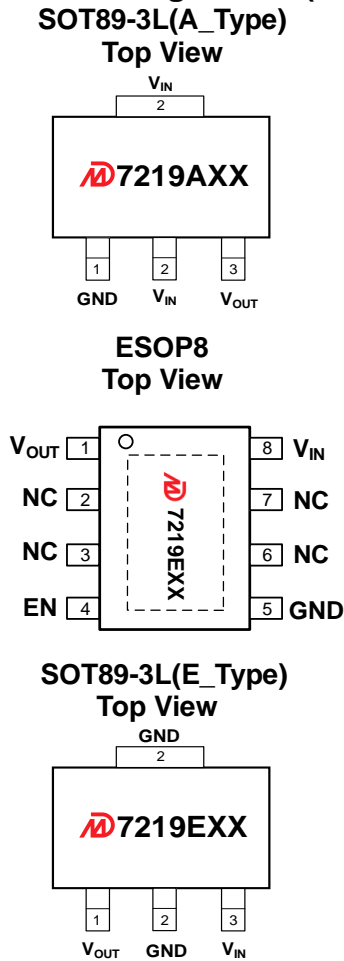 SOT89-3L(A_Type)
Top View
VIN
2
7219AXX
1 2 3
GND VIN VOUT
ESOP8
Top View
VOUT 1 8 VIN
NC 2 7 NC
NC 3 6 NC
EN 4 5 GND
7219EXX
SOT89-3L(E_Type)
Top View
GND
2
7219EXX
1 2 3
VOUT GND VIN